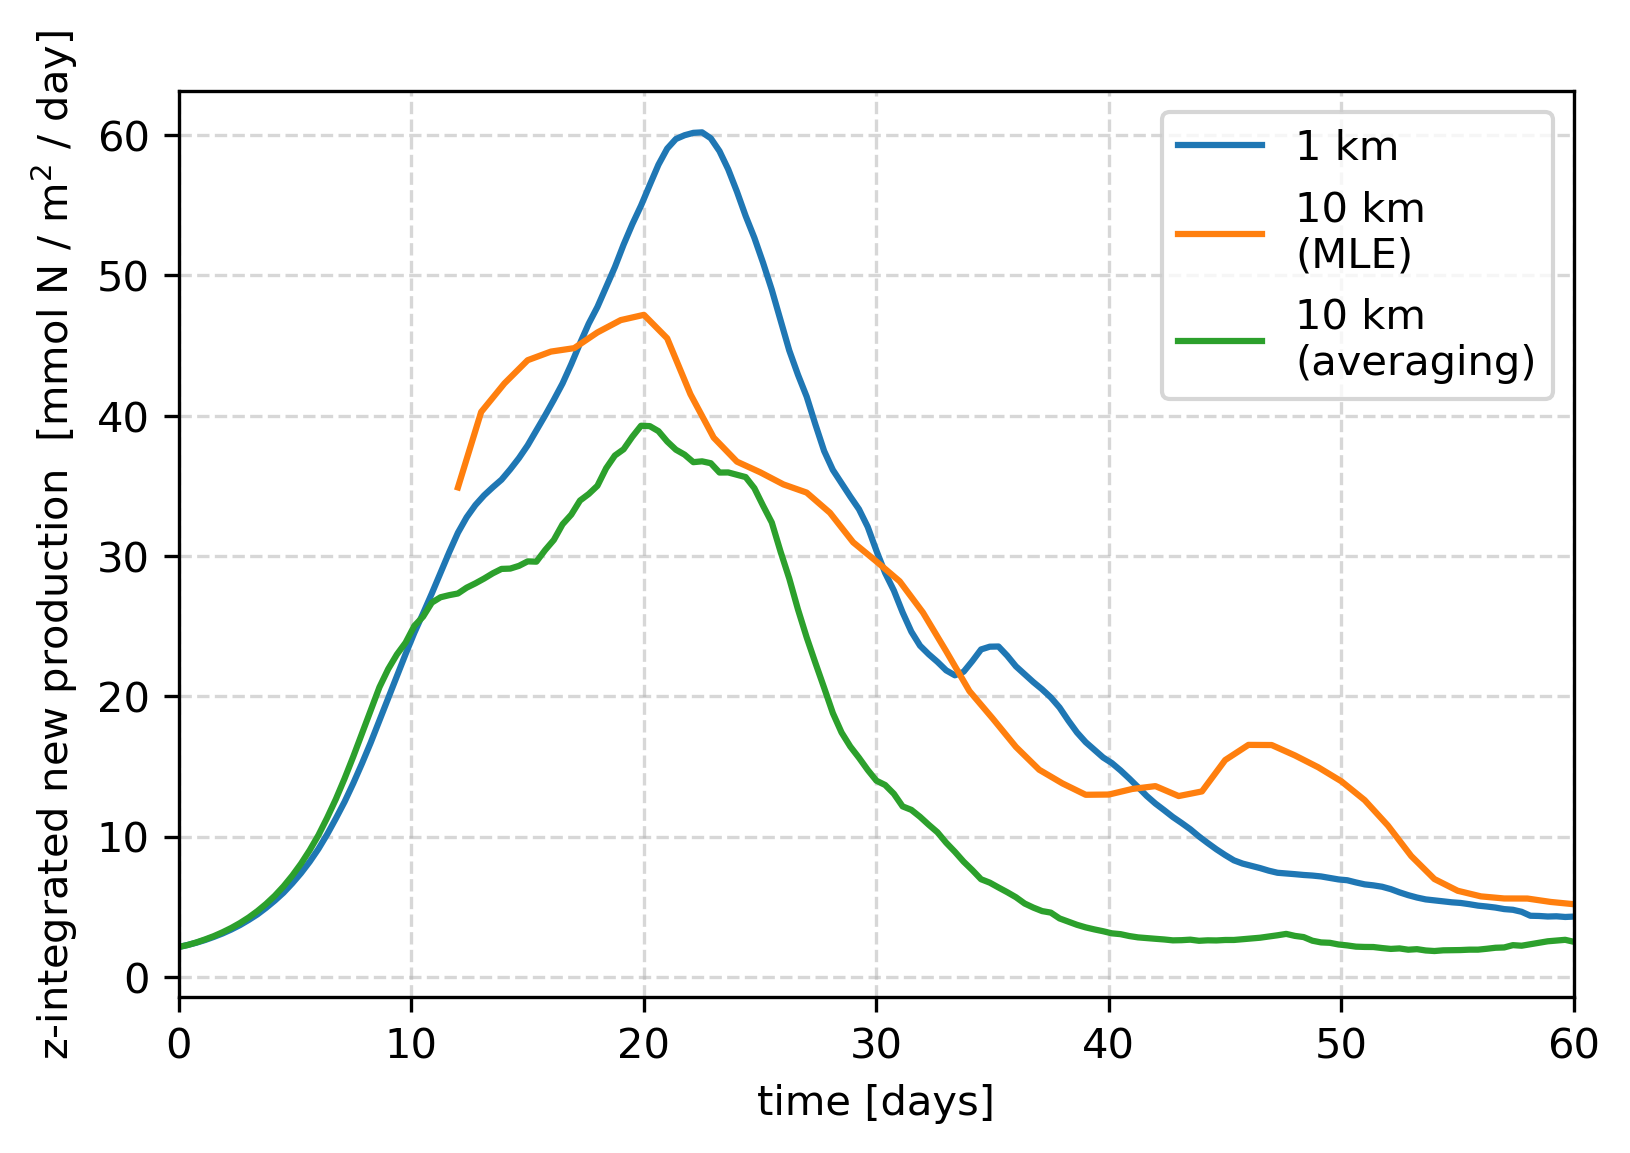 z-integrated new production [mmol N / m² / day]
60
50
40
30
20
10
0
0 10 20 30 40 50 60
time [days]
1 km
10 km
(MLE)
10 km
(averaging)